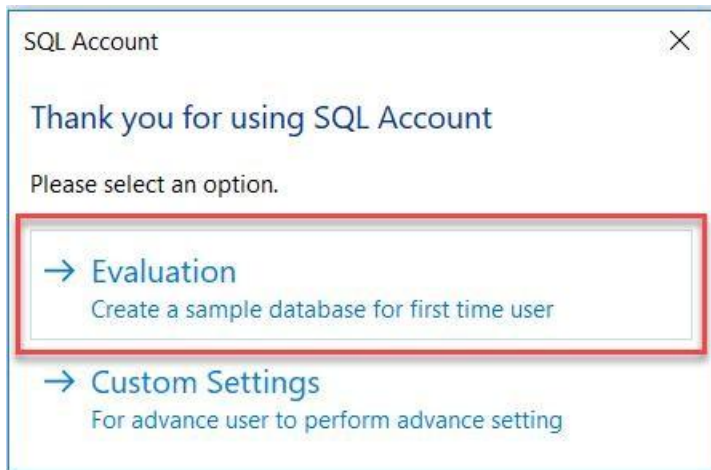 SQL Account
Thank you for using SQL Account
Please select an option.
Evaluation
Create a sample database for first time user
Custom Settings
For advance user to perform advance setting